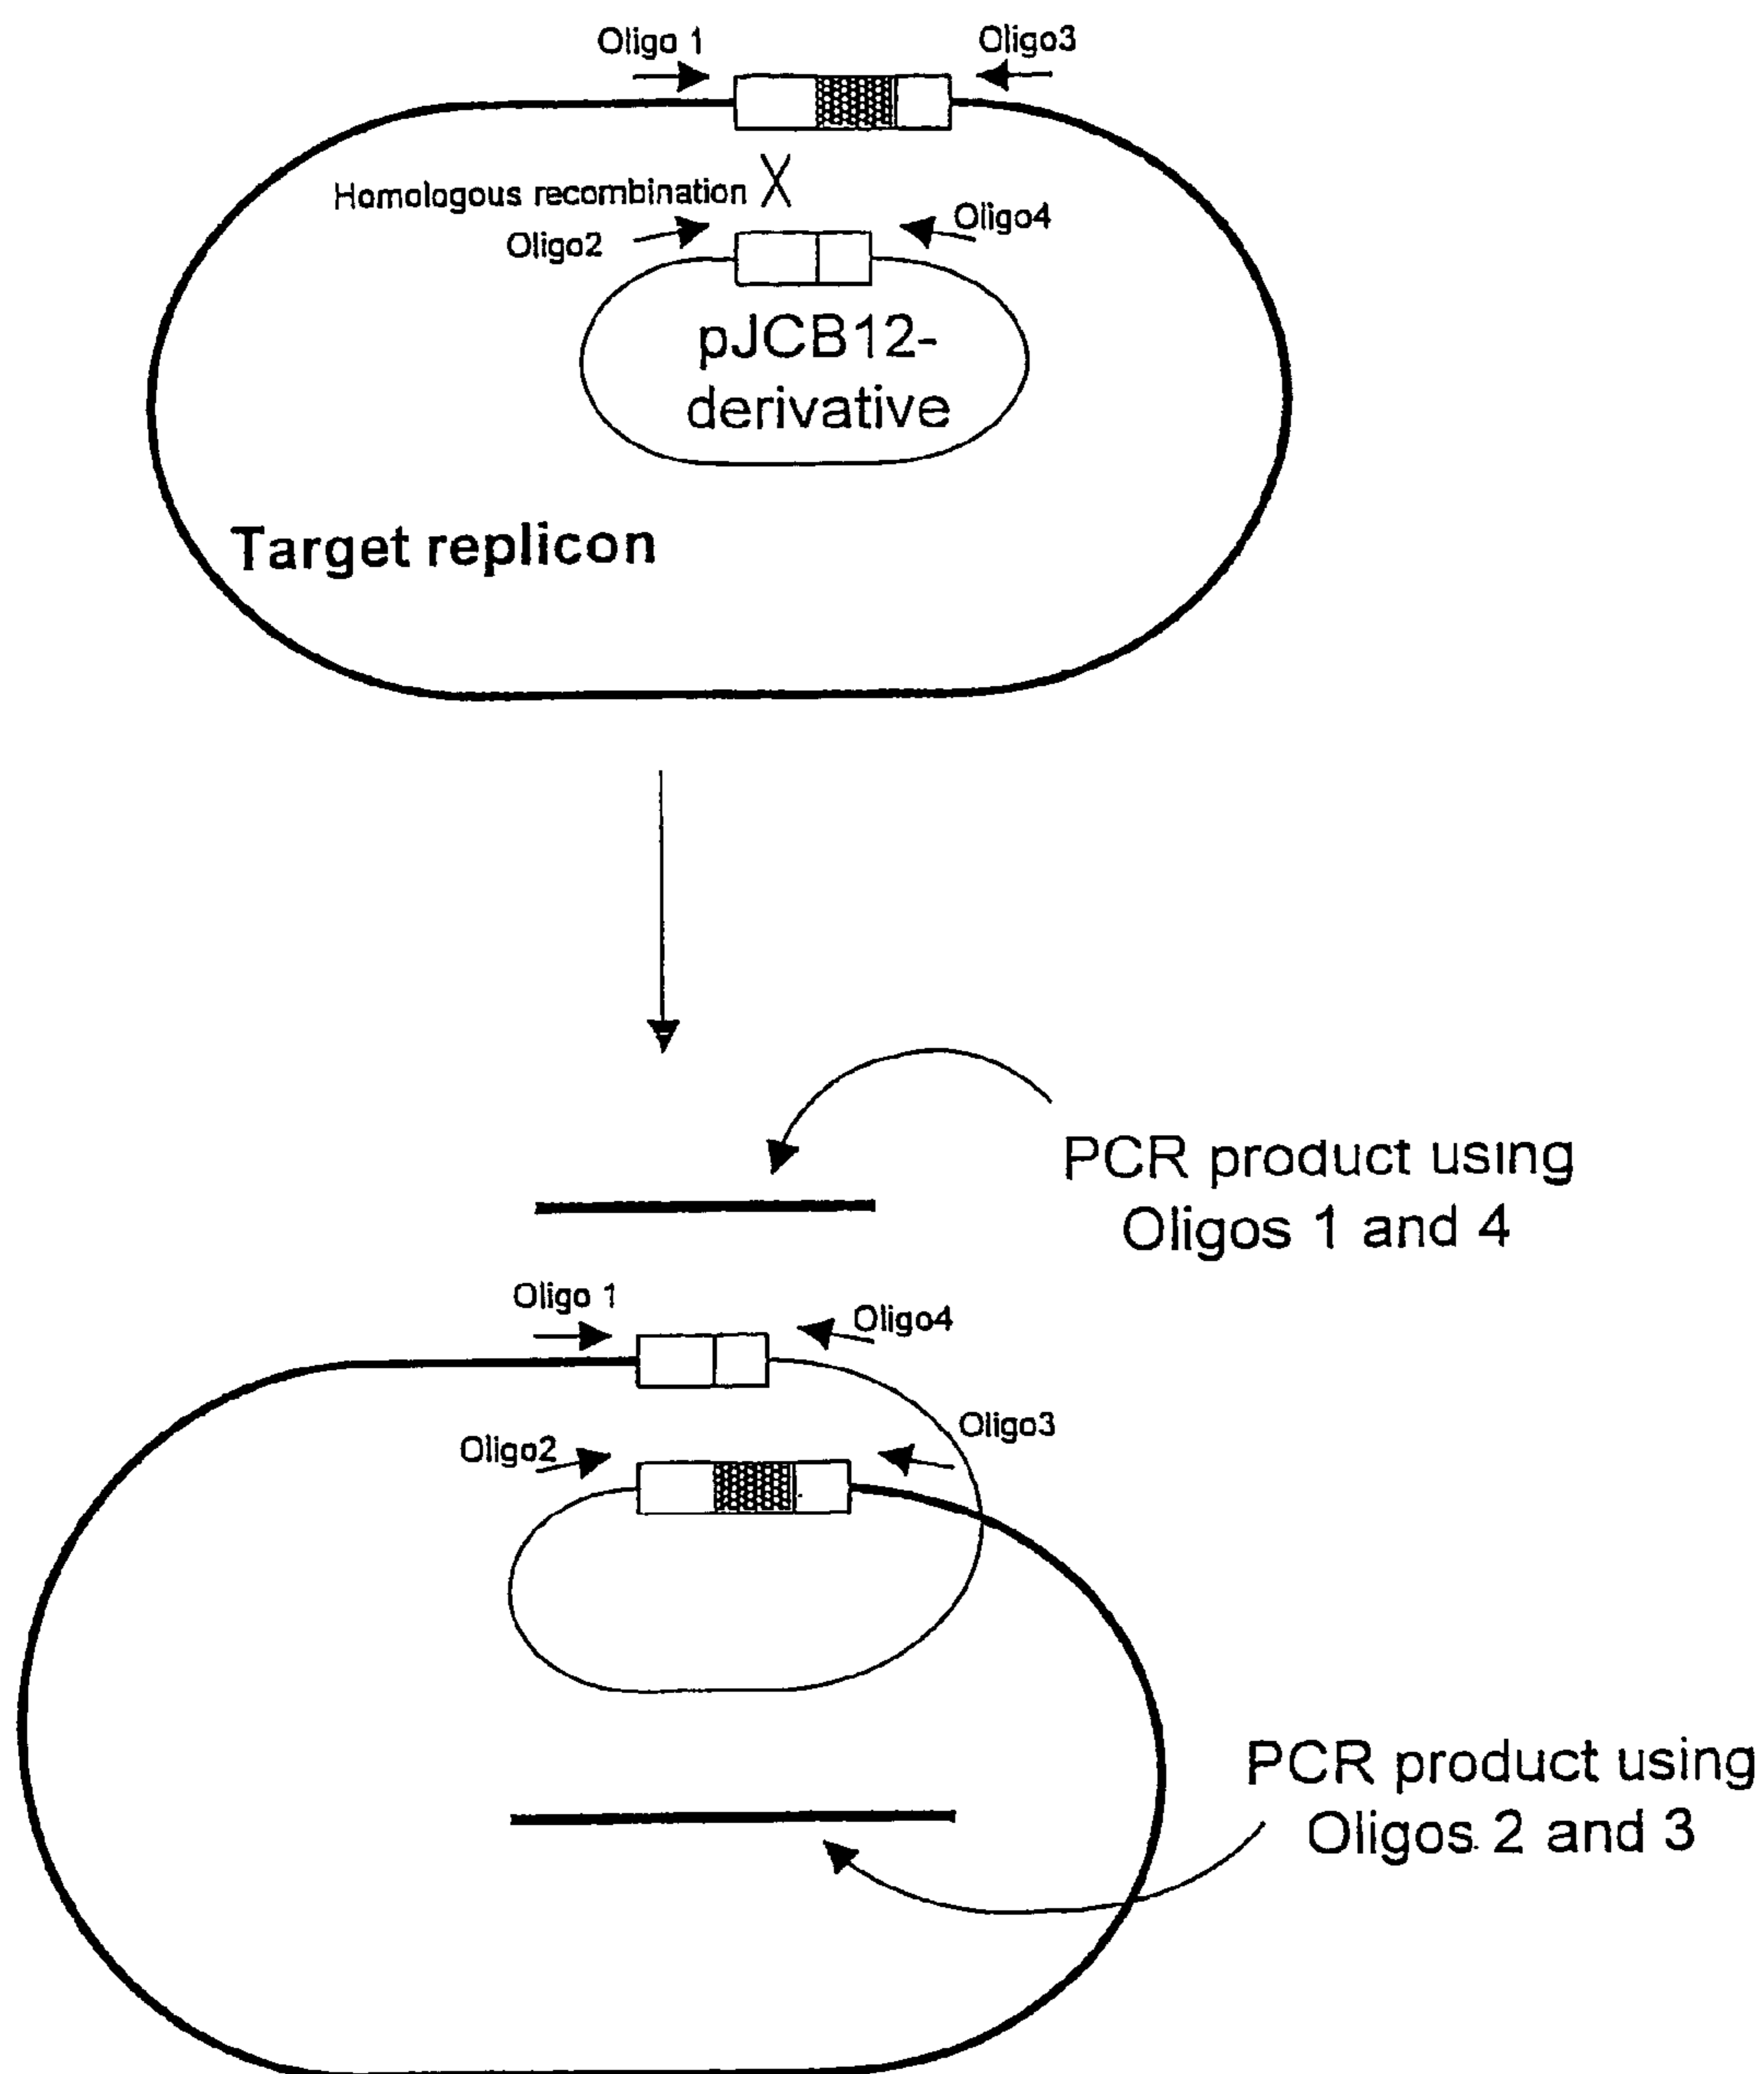 Oligo 1
Oligo3
Homologous recombination
Oligo2
Oligo4
pJCB12-
derivative
Target replicon
PCR product using
Oligos 1 and 4
Oligo 1
Oligo4
Oligo2
Oligo3
PCR product using
Oligos 2 and 3